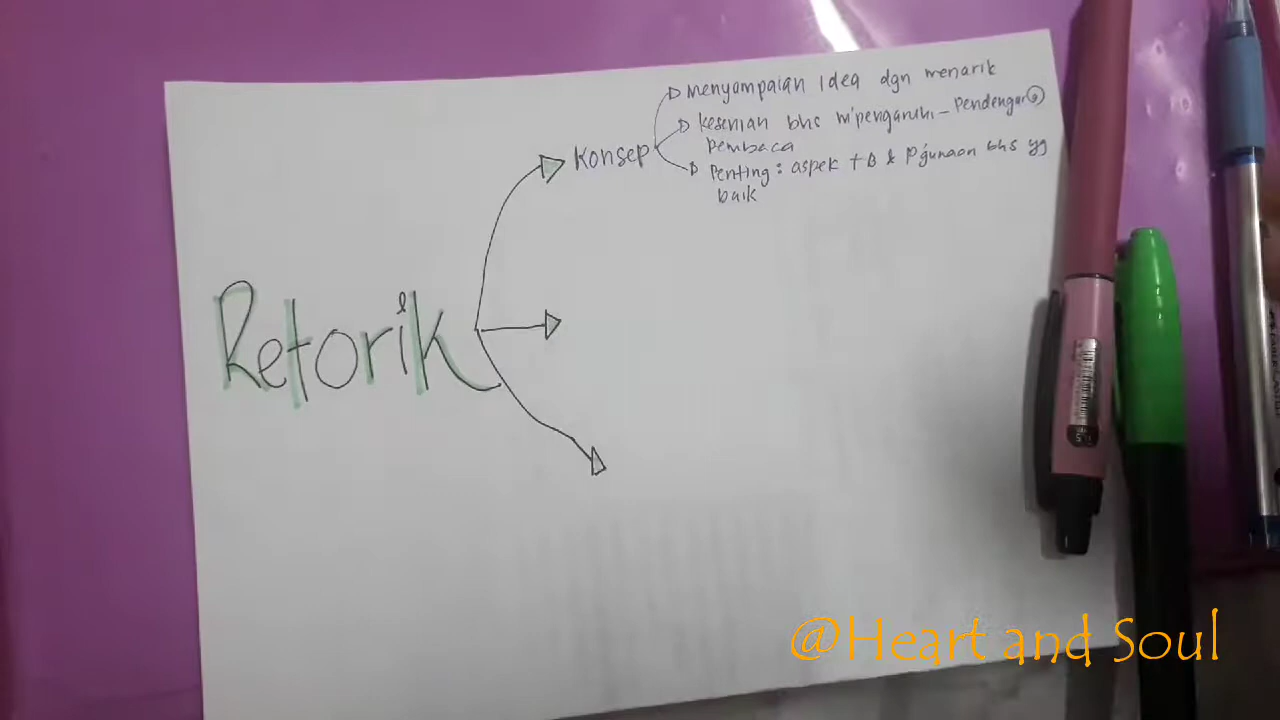 Retorik
Konsep
menyampaian idea dgn menarik
kesenian bhs m'pengaruhi - Pendengar@
Pembaca
Penting: aspek TB & P'gunaan bhs yg
baik
@Heart and Soul